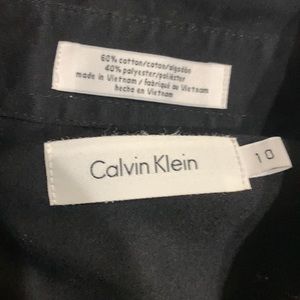 60% cotton/coton/algodón
40% polyester/poliéster
made in Vietnam / fabriqué au Vietnam
hecho en Vietnam
Calvin Klein
10